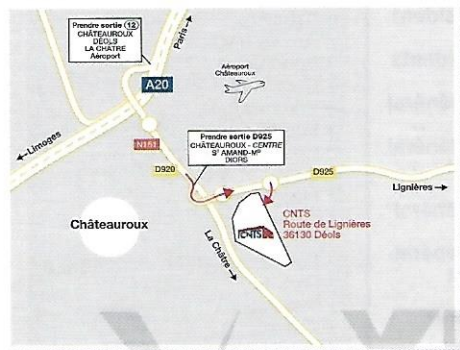 Prendre sortie (12)
CHÂTEAUROUX
DÉOLS
LA CHATRE
Aéroport
Paris
A20
Aéroport
Châteauroux
Limoges
N151
Prendre sortie D925
CHÂTEAUROUX - CENTRE
Sᵗ AMAND-Mᴰ
DIORS
D920
D925
Lignières
Châteauroux
La Châtre
CNTS
CNTS
Route de Lignières
36130 Déols